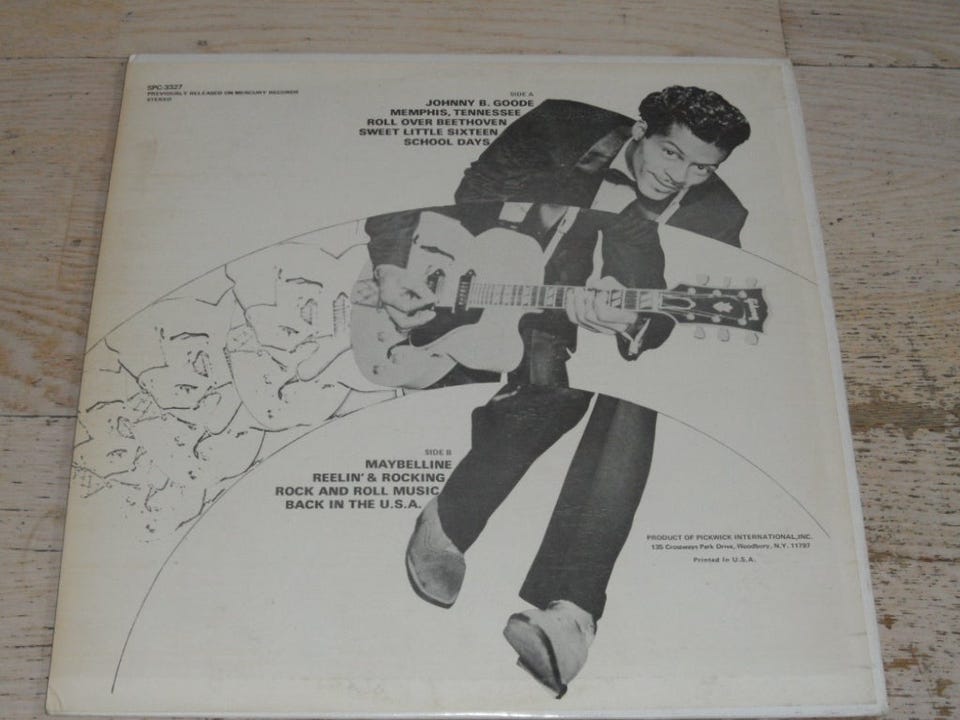 SPC-3327
PREVIOUSLY RELEASED ON MERCURY RECORDS
STEREO
SIDE A
JOHNNY B. GOODE
MEMPHIS, TENNESSEE
ROLL OVER BEETHOVEN
SWEET LITTLE SIXTEEN
SCHOOL DAYS
SIDE B
MAYBELLINE
REELIN' & ROCKING
ROCK AND ROLL MUSIC
BACK IN THE U.S.A.
PRODUCT OF PICKWICK INTERNATIONAL, INC.
135 Crossways Park Drive, Woodbury, N.Y. 11797
Printed In U.S.A.